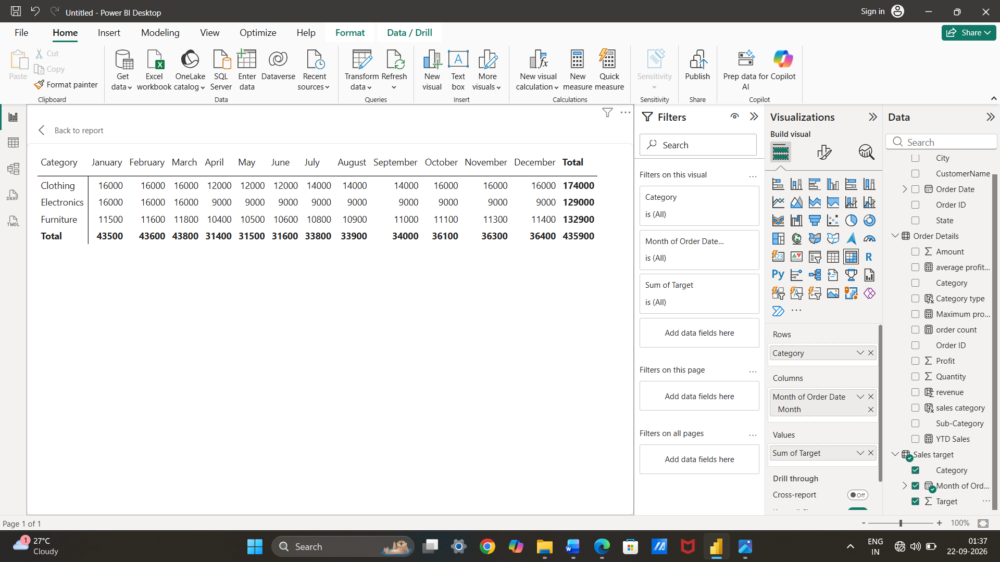 Untitled - Power BI Desktop
Sign in
File Home Insert Modeling View Optimize Help Format Data / Drill
Share
Paste
Cut
Copy
Format painter
Clipboard
Get data
Excel workbook
OneLake catalog
SQL Server
Enter data
Dataverse
Recent sources
Data
Transform data
Refresh
Queries
New visual
Text box
More visuals
Insert
New visual calculation
New measure
Quick measure
Calculations
Sensitivity
Sensitivity
Publish
Share
Prep data for AI
Copilot
Copilot
DAX
TMDL
Back to report
Category January February March April May June July August September October November December Total
Clothing 16000 16000 16000 12000 12000 12000 14000 14000 14000 16000 16000 16000 174000
Electronics 16000 16000 16000 9000 9000 9000 9000 9000 9000 9000 9000 9000 129000
Furniture 11500 11600 11800 10400 10500 10600 10800 10900 11000 11100 11300 11400 132900
Total 43500 43600 43800 31400 31500 31600 33800 33900 34000 36100 36300 36400 435900
Filters
Search
Filters on this visual
Category
is (All)
Month of Order Date...
is (All)
Sum of Target
is (All)
Add data fields here
Filters on this page
Add data fields here
Filters on all pages
Add data fields here
Visualizations
Build visual
123
R
Py
Rows
Category
Columns
Month of Order Date
Month
Values
Sum of Target
Drill through
Cross-report
Off
Data
Search
City
CustomerName
Order Date
Order ID
State
Order Details
Amount
average profit...
Category
Category type
Maximum pro...
order count
Order ID
Profit
Quantity
revenue
sales category
Sub-Category
YTD Sales
Sales target
Category
Month of Ord...
Target
Page 1 of 1
100%
1
27°C
Cloudy
Search
ENG
IN
01:37
22-09-2026